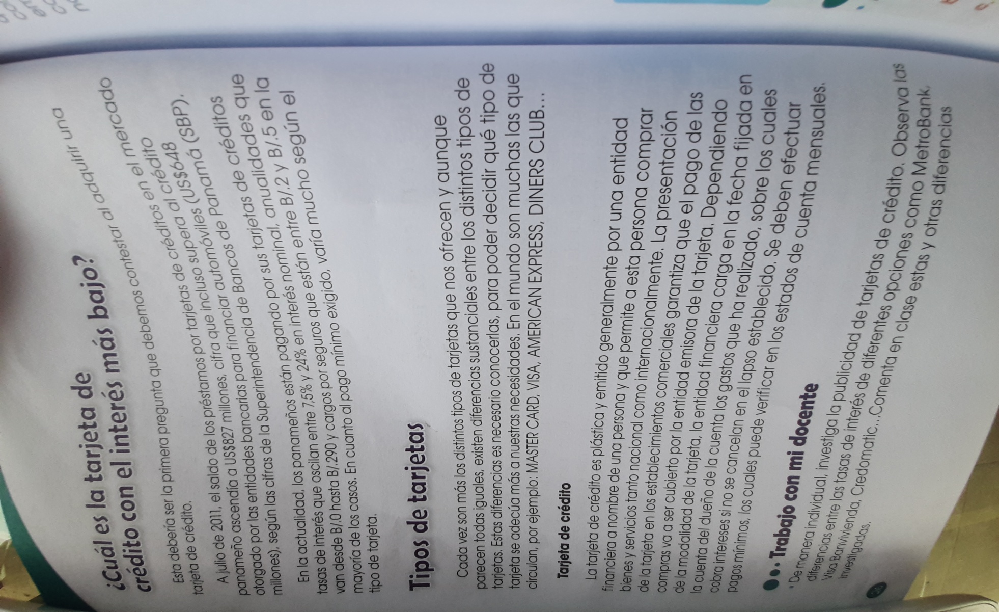 ¿Cuál es la tarjeta de
crédito con el interés más bajo?
Esta debería ser la primera pregunta que debemos contestar al adquirir una
tarjeta de crédito.
A julio de 2011, el saldo de los préstamos por tarjetas de créditos en el mercado
panameño ascendía a US$827 millones, cifra que incluso supera al crédito
otorgado por las entidades bancarias para financiar automóviles (US$648
millones), según las cifras de la Superintendencia de Bancos de Panamá (SBP).
En la actualidad, los panameños están pagando por sus tarjetas de créditos
tasas de interés que oscilan entre 7,5% y 24% en interés nominal, anualidades que
van desde B/.0 hasta B/.290 y cargos por seguros que están entre B/.2 y B/.5 en la
mayoría de los casos. En cuanto al pago mínimo exigido, varía mucho según el
tipo de tarjeta.
Tipos de tarjetas
Cada vez son más los distintos tipos de tarjetas que nos ofrecen y aunque
parecen todas iguales, existen diferencias sustanciales entre los distintos tipos de
tarjetas. Estas diferencias es necesario conocerlas, para poder decidir qué tipo de
tarjeta se adecúa más a nuestras necesidades. En el mundo son muchas las que
circulan, por ejemplo: MASTER CARD, VISA, AMERICAN EXPRESS, DINERS CLUB...
Tarjeta de crédito
La tarjeta de crédito es plástica y emitido generalmente por una entidad
financiera a nombre de una persona y que permite a esta persona comprar
bienes y servicios tanto nacional como internacionalmente. La presentación
de la tarjeta en los establecimientos comerciales garantiza que el pago de las
compras va a ser cubierto por la entidad emisora de la tarjeta. Dependiendo
de la modalidad de la tarjeta, la entidad financiera carga en la fecha fijada en
la cuenta del dueño de la cuenta los gastos que ha realizado, sobre los cuales
cobra intereses si no se cancelan en el lapso establecido. Se deben efectuar
pagos mínimos, los cuales puede verificar en los estados de cuenta mensuales.
Trabajo con mi docente
• De manera individual, investiga la publicidad de tarjetas de crédito. Observa las
diferencias entre las tasas de interés de diferentes opciones como MetroBank,
Visa Banvivienda, Credomatic...Comenta en clase estas y otras diferencias
investigadas.